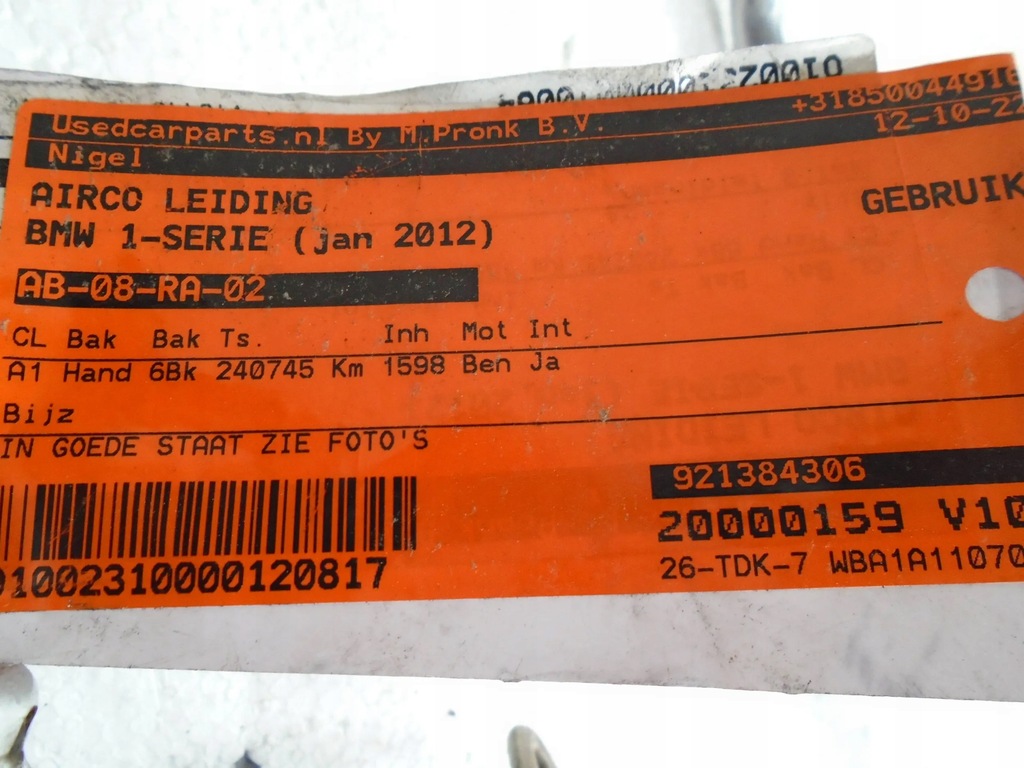 Usedcarparts.nl By M.Pronk B.V. +3185004491
Nigel 12-10-22
AIRCO LEIDING GEBRUIK
BMW 1-SERIE (jan 2012)
AB-08-RA-02
CL Bak Bak Ts. Inh Mot Int
A1 Hand 6Bk 240745 Km 1598 Ben Ja
Bijz
IN GOEDE STAAT ZIE FOTO'S
921384306
20000159 V10
01002310000120817
26-TDK-7 WBA1A11070